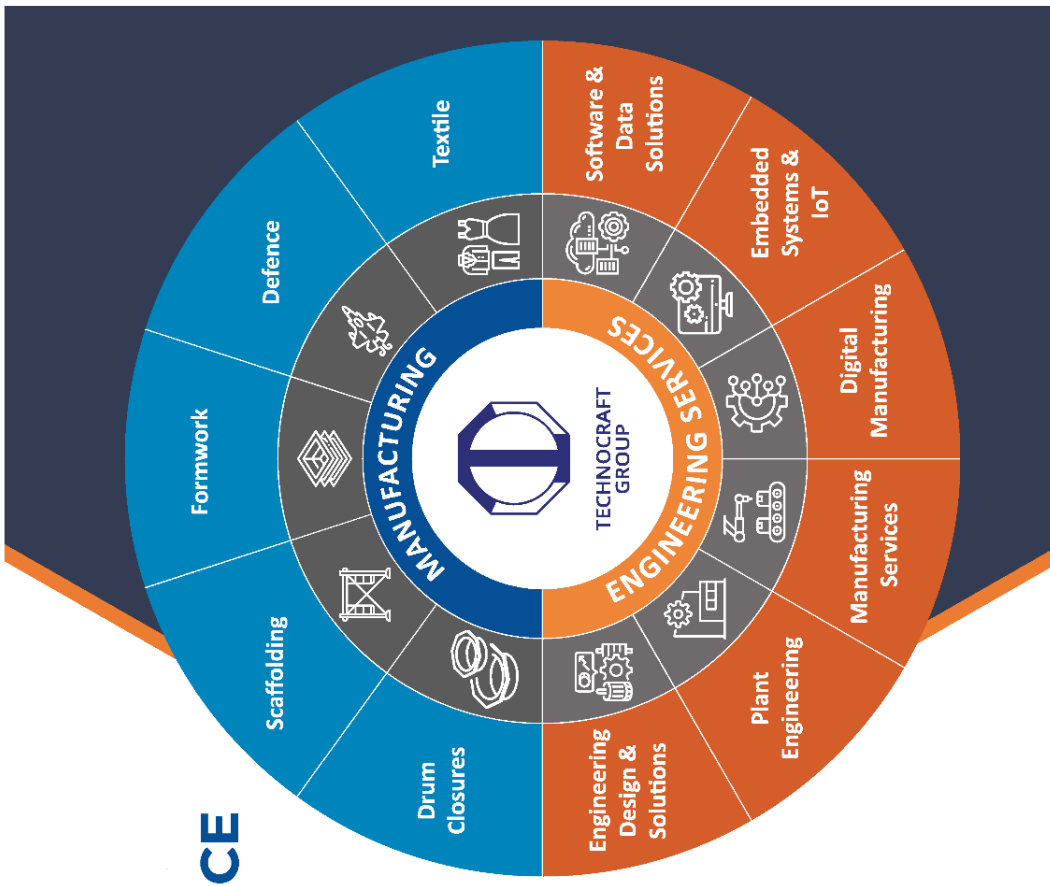 CE
MANUFACTURING
Drum
Closures
Scaffolding
Formwork
Defence
Textile
TECHNOCRAFT
GROUP
ENGINEERING SERVICES
Engineering
Design &
Solutions
Plant
Engineering
Manufacturing
Services
Digital
Manufacturing
Embedded
Systems &
IoT
Software &
Data
Solutions